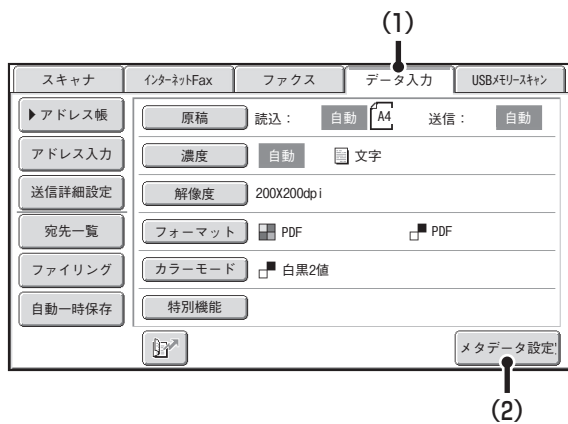 (1)
スキャナ インターネットFax ファクス データ入力 USBメモリースキャン
アドレス帳 原稿 読込： 自動 A4 送信： 自動
アドレス入力 濃度 自動 文字
送信詳細設定 解像度 200X200dpi
宛先一覧 フォーマット PDF PDF
ファイリング カラーモード 白黒2値
自動一時保存 特別機能
メタデータ設定
(2)